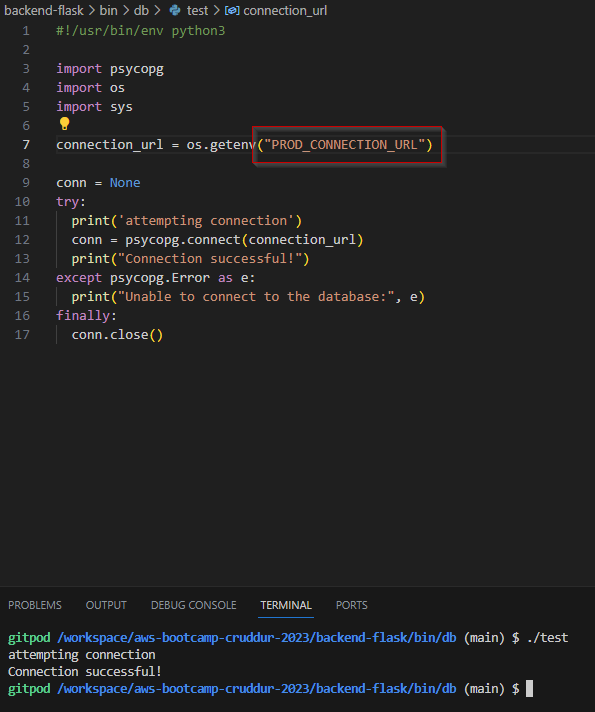 backend-flask > bin > db > test > connection_url
1 #!/usr/bin/env python3
2
3 import psycopg
4 import os
5 import sys
6
7 connection_url = os.getenv("PROD_CONNECTION_URL")
8
9 conn = None
10 try:
11   print('attempting connection')
12   conn = psycopg.connect(connection_url)
13   print("Connection successful!")
14 except psycopg.Error as e:
15   print("Unable to connect to the database:", e)
16 finally:
17   conn.close()
PROBLEMS OUTPUT DEBUG CONSOLE TERMINAL PORTS
gitpod /workspace/aws-bootcamp-cruddur-2023/backend-flask/bin/db (main) $ ./test
attempting connection
Connection successful!
gitpod /workspace/aws-bootcamp-cruddur-2023/backend-flask/bin/db (main) $